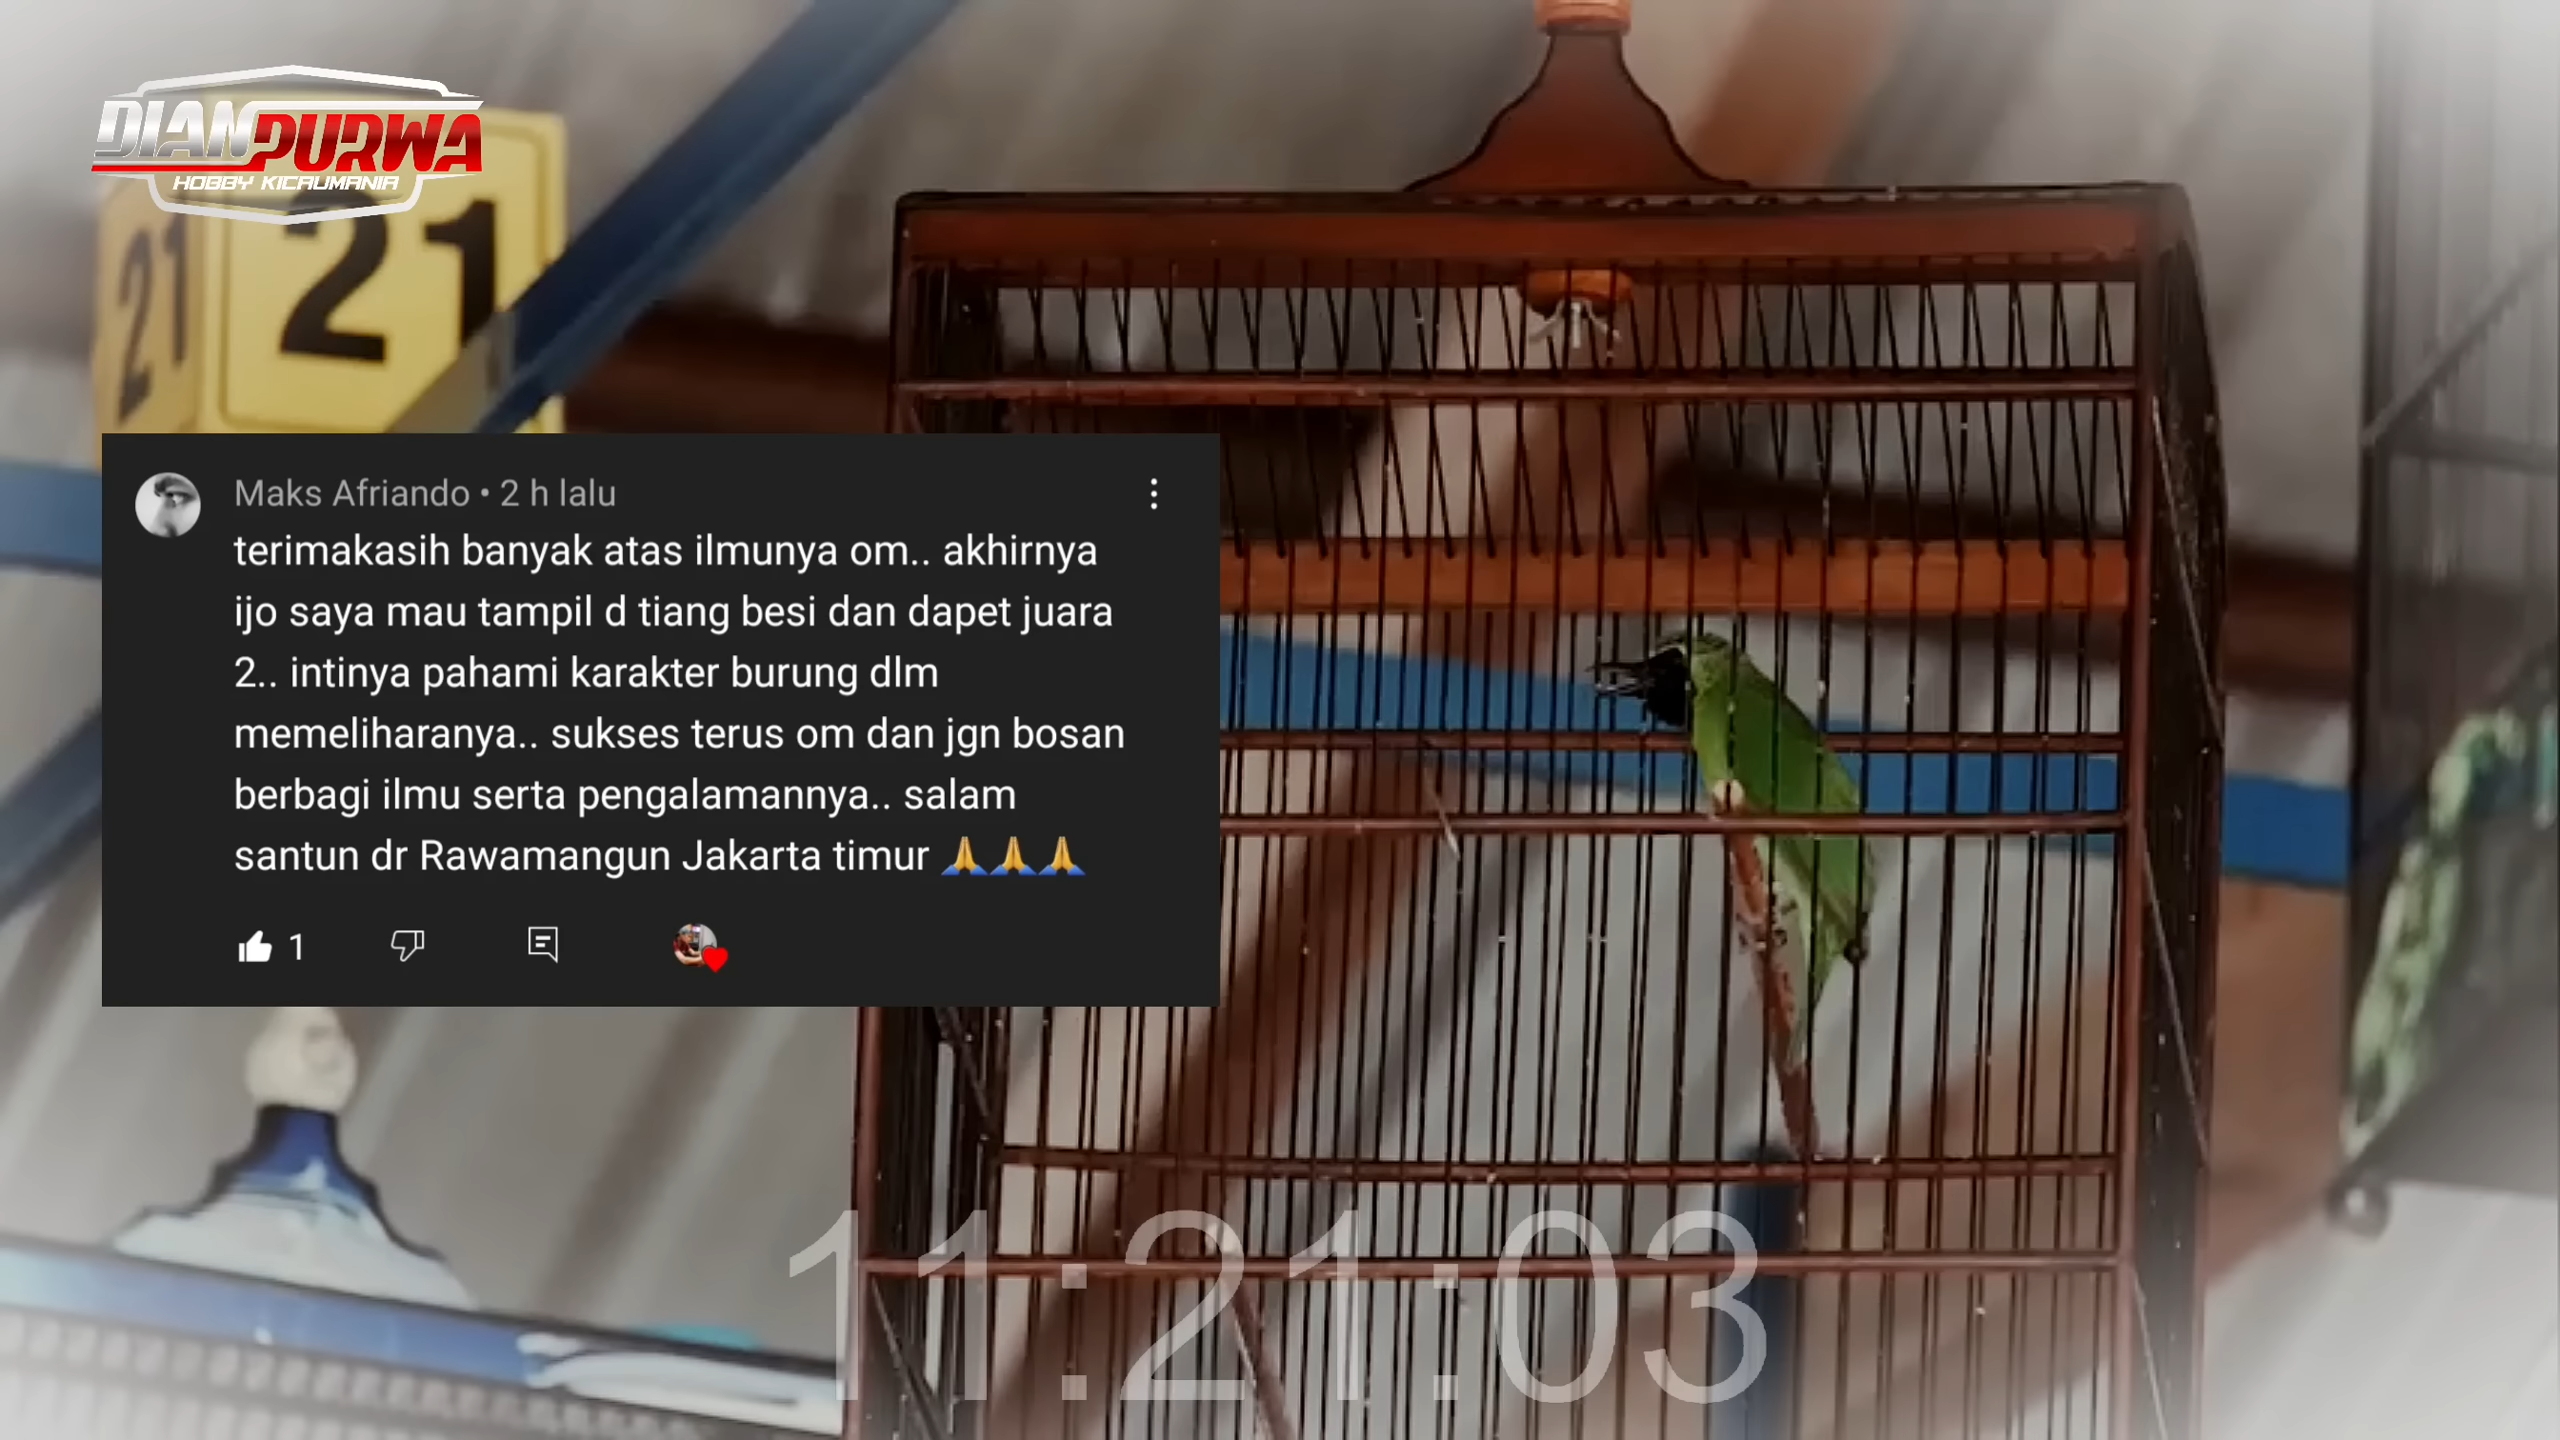 DIANPURWA
HOBBY KICAUMANIA
21
21
Maks Afriando • 2 h lalu
terimakasih banyak atas ilmunya om.. akhirnya
ijo saya mau tampil d tiang besi dan dapet juara
2.. intinya pahami karakter burung dlm
memeliharanya.. sukses terus om dan jgn bosan
berbagi ilmu serta pengalamannya.. salam
santun dr Rawamangun Jakarta timur 🙏🙏🙏
1
11:21:03